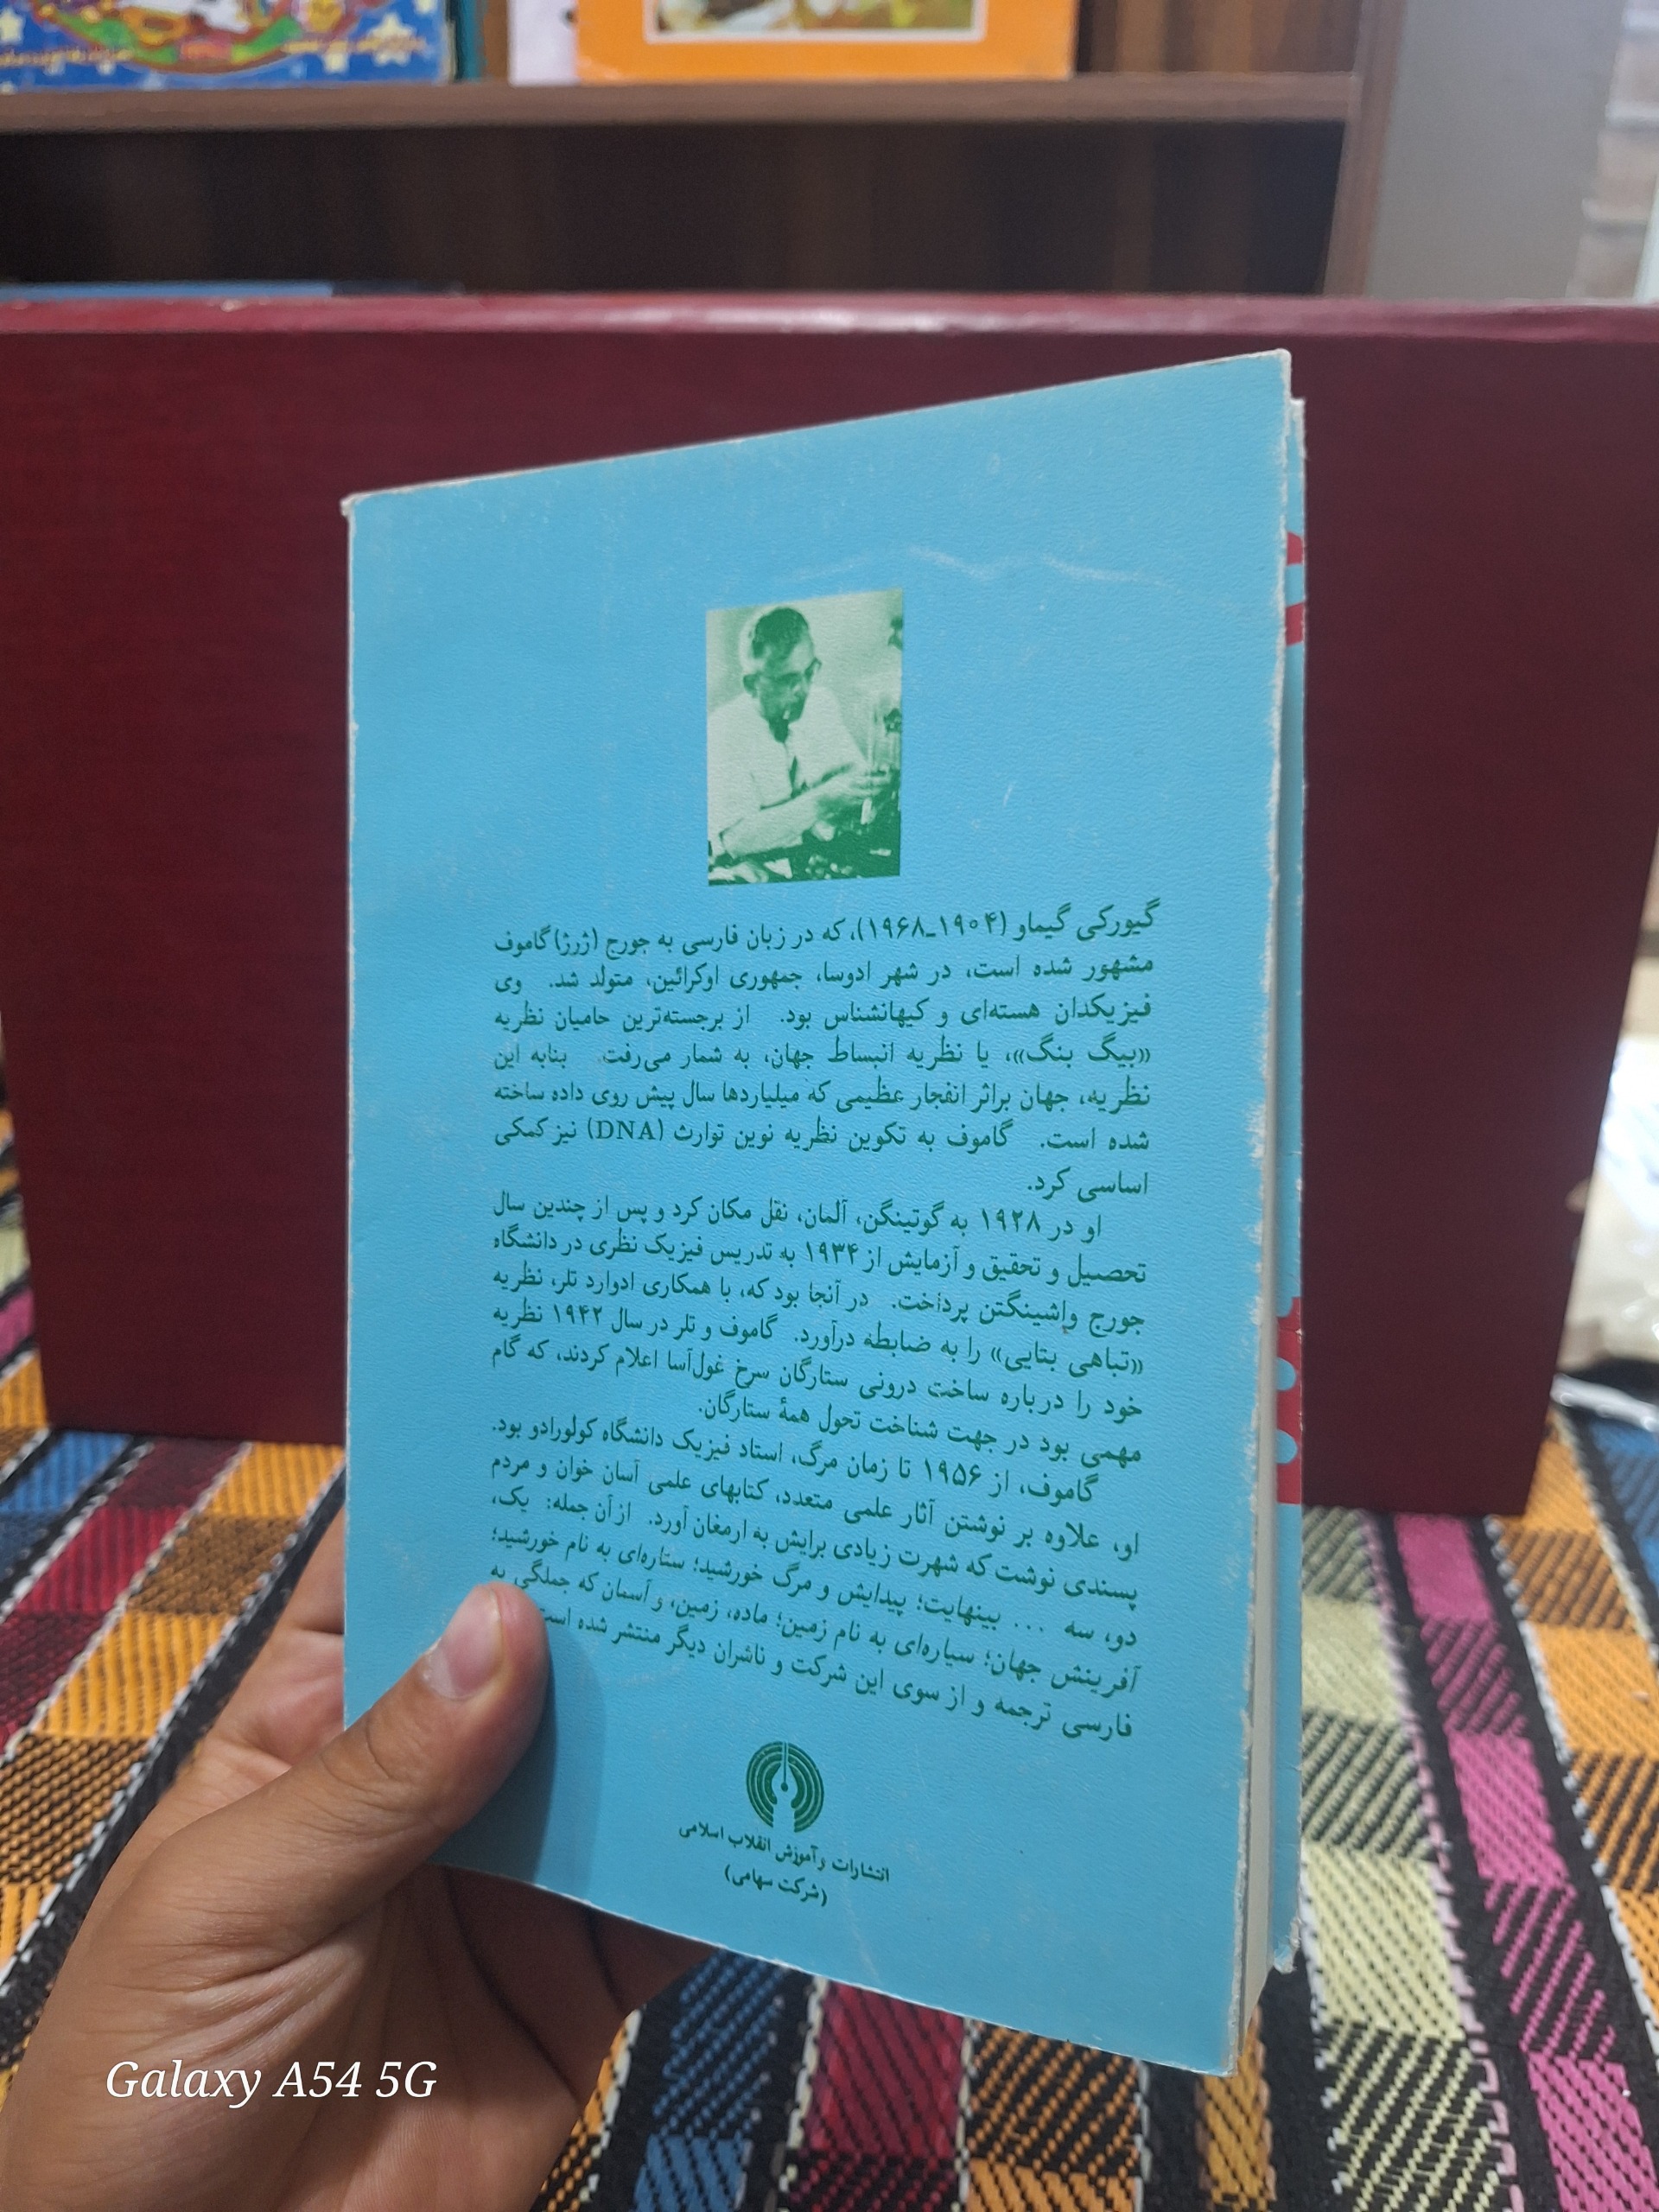 گیورکی گیماو (۱۹۰۴-۱۹۶۸)، که در زبان فارسی به جورج (ژرژ) گاموف
مشهور شده است، در شهر ادوسا، جمهوری اوکرائین، متولد شد. وی
فیزیکدان هسته‌ای و کیهانشناس بود. از برجسته‌ترین حامیان نظریه
«بیگ بنگ»، یا نظریه انبساط جهان، به شمار می‌رفت بنابه این
نظریه، جهان براثر انفجار عظیمی که میلیاردها سال پیش روی داده ساخته
شده است. گاموف به تکوین نظریه نوین توارث (DNA) نیز کمکی
اساسی کرد.
او در ۱۹۲۸ به گوتینگن، آلمان، نقل مکان کرد و پس از چندین سال
تحصیل و تحقیق و آزمایش از ۱۹۳۴ به تدریس فیزیک نظری در دانشگاه
جورج واشینگتن پرداخت. در آنجا بود که، با همکاری ادوارد تلر، نظریه
«تباهی بتایی» را به ضابطه درآورد. گاموف و تلر در سال ۱۹۴۲ نظریه
خود را درباره ساخت درونی ستارگان سرخ غول‌آسا اعلام کردند، که گام
مهمی بود در جهت شناخت تحول همهٔ ستارگان.
گاموف، از ۱۹۵۶ تا زمان مرگ، استاد فیزیک دانشگاه کولورادو بود.
او، علاوه بر نوشتن آثار علمی متعدد، کتابهای علمی آسان خوان و مردم
پسندی نوشت که شهرت زیادی برایش به ارمغان آورد. از آن جمله: یک،
دو، سه ... بینهایت؛ پیدایش و مرگ خورشید؛ ستاره‌ای به نام خورشید؛
آفرینش جهان؛ سیاره‌ای به نام زمین؛ ماده، زمین، و آسمان که جملگی به
فارسی ترجمه و از سوی این شرکت و ناشران دیگر منتشر شده است
انتشارات و آموزش انقلاب اسلامی
(شرکت سهامی)
Galaxy A54 5G